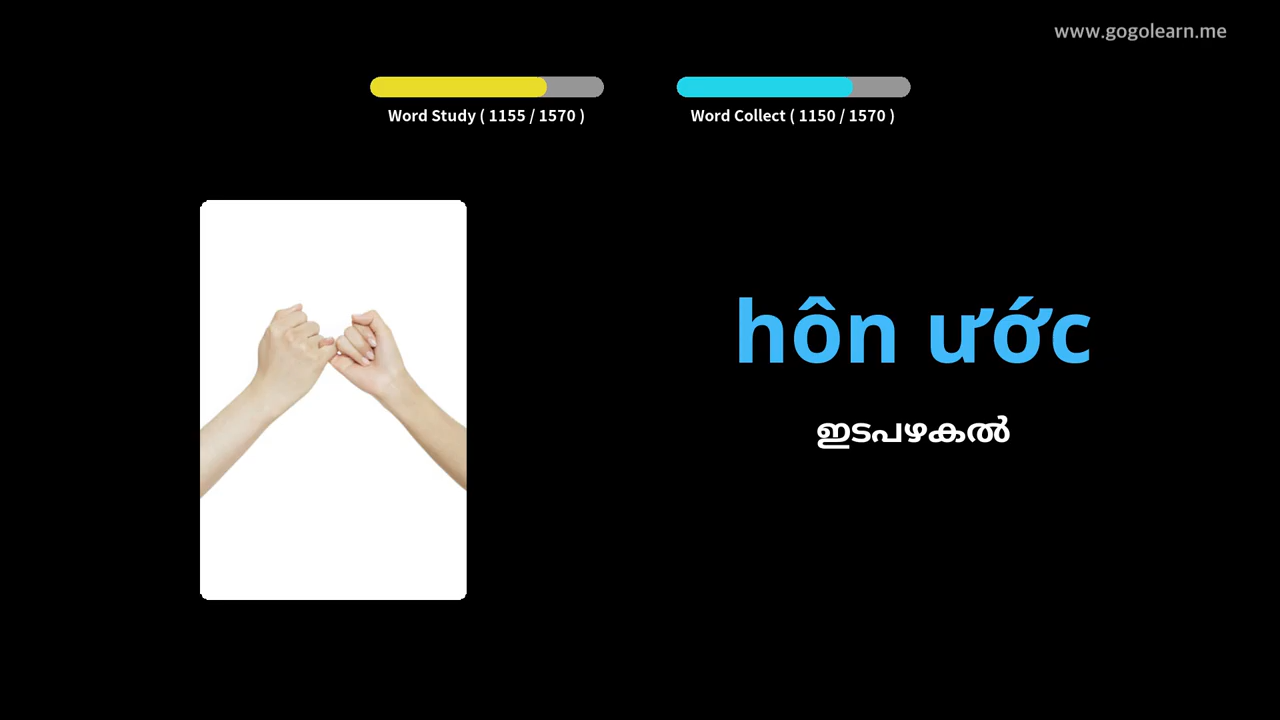 www.gogolearn.me
Word Study ( 1155 / 1570 )
Word Collect ( 1150 / 1570 )
hôn ước
ഇടപഴകൽ